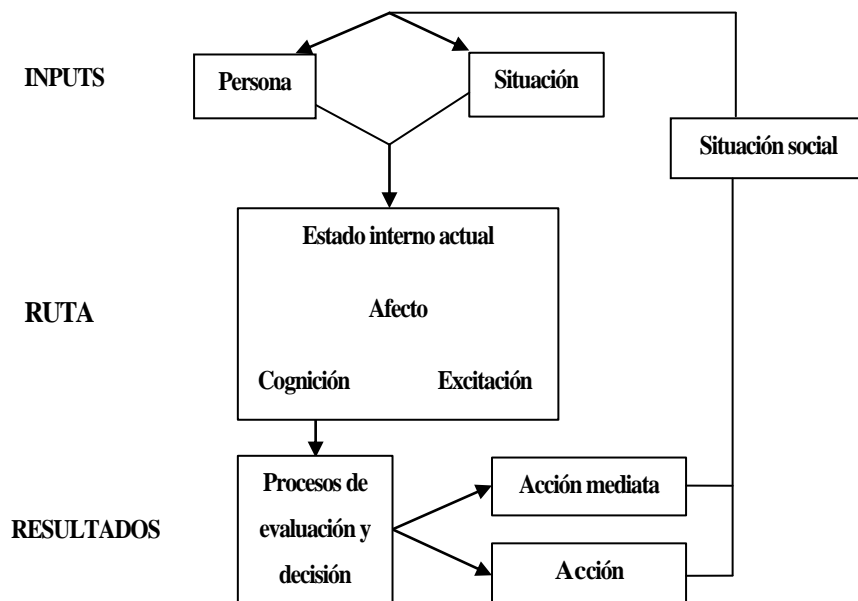 INPUTS
Persona
Situación
Situación social
Estado interno actual
RUTA
Afecto
Cognición
Excitación
RESULTADOS
Procesos de
evaluación y
decisión
Acción mediata
Acción